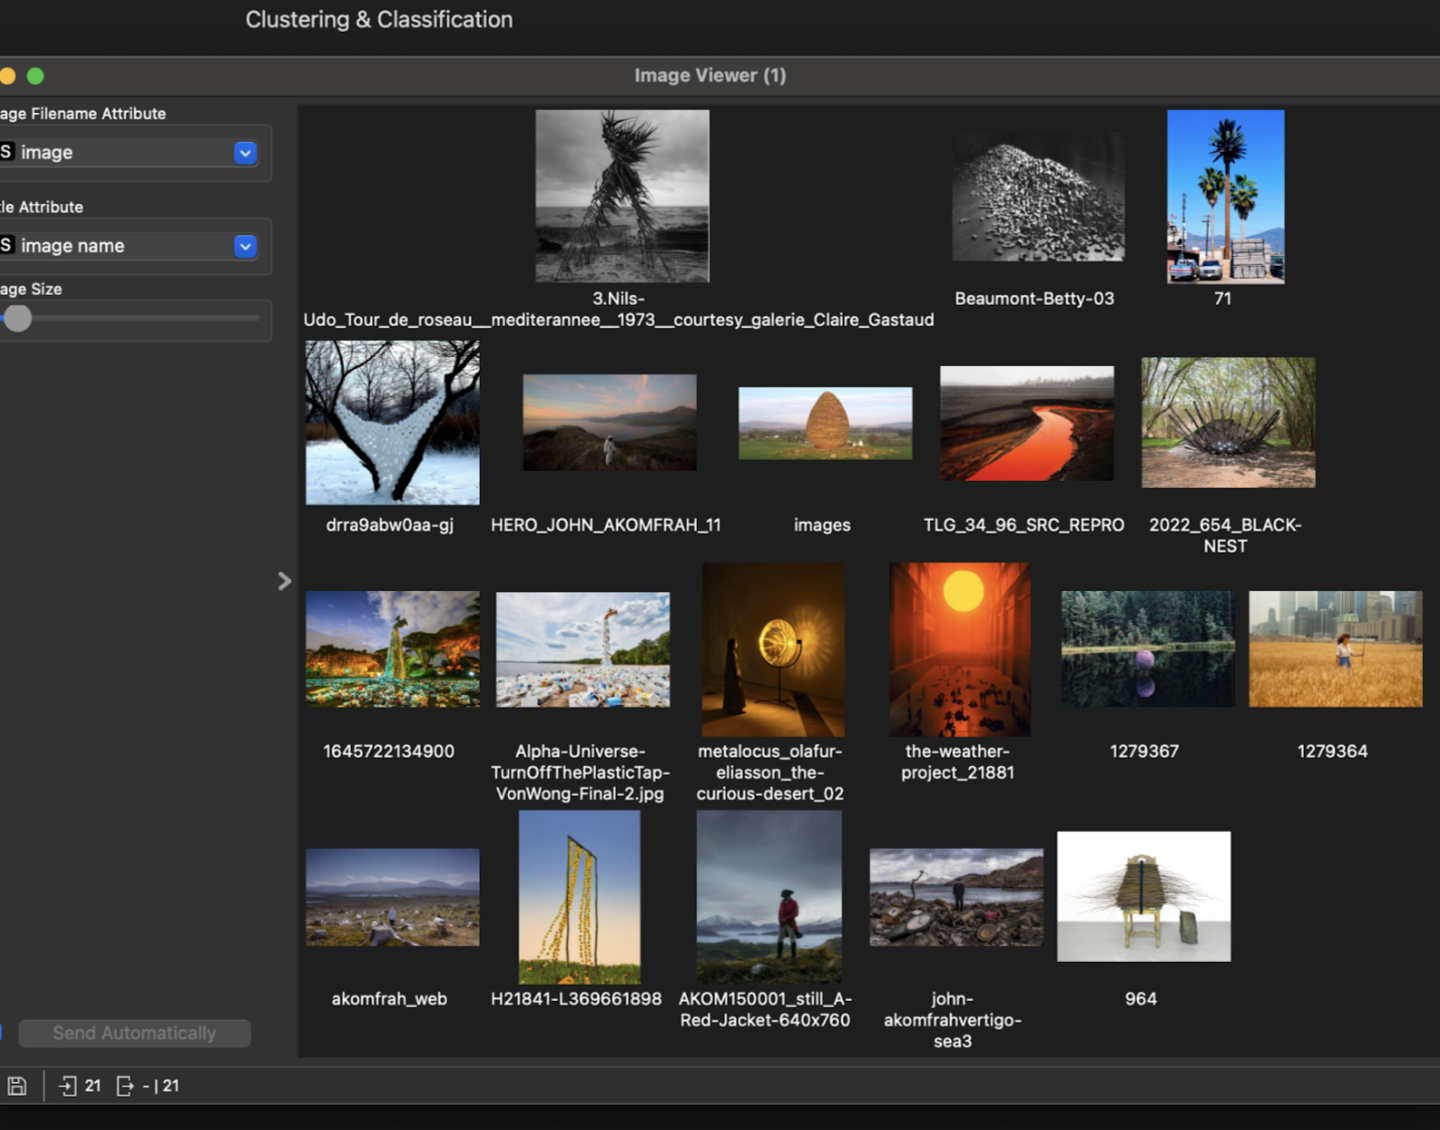 Clustering & Classification
Image Viewer (1)
age Filename Attribute
S image
tle Attribute
S image name
age Size
3.Nils-
Udo_Tour_de_roseau__mediterannee__1973__courtesy_galerie_Claire_Gastaud
Beaumont-Betty-03
71
drra9abw0aa-gj
HERO_JOHN_AKOMFRAH_11
images
TLG_34_96_SRC_REPRO
2022_654_BLACK-
NEST
1645722134900
Alpha-Universe-
TurnOffThePlasticTap-
VonWong-Final-2.jpg
metalocus_olafur-
eliasson_the-
curious-desert_02
the-weather-
project_21881
1279367
1279364
akomfrah_web
H21841-L369661898
AKOM150001_still_A-
Red-Jacket-640x760
john-
akomfrahvertigo-
sea3
964
Send Automatically
21 - | 21